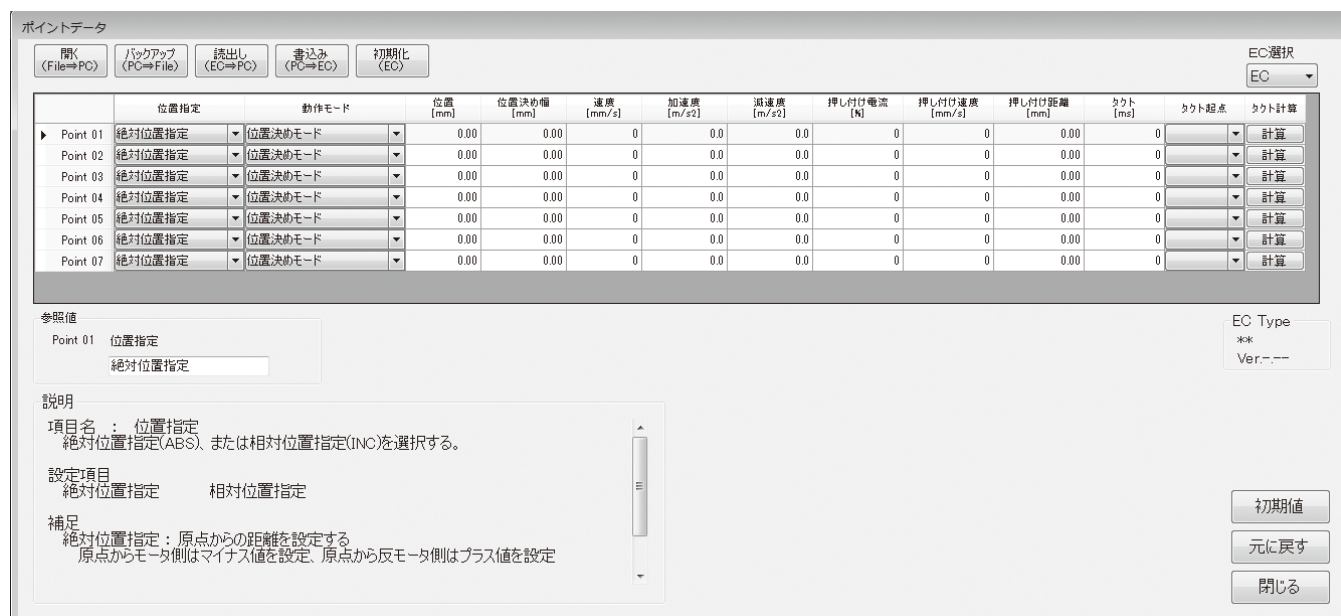 ポイントデータ
開く (File⇒PC) バックアップ (PC⇒File) 読出し (EC⇒PC) 書込み (PC⇒EC) 初期化 (EC)
EC選択
EC
位置指定 動作モード 位置 [mm] 位置決め幅 [mm] 速度 [mm/s] 加速度 [m/s2] 減速度 [m/s2] 押し付け電流 [%] 押し付け速度 [mm/s] 押し付け距離 [mm] タクト [ms] タクト起点 タクト計算
Point 01 絶対位置指定 位置決めモード 0.00 0.00 0 0.0 0.0 0 0 0.00 0 計算
Point 02 絶対位置指定 位置決めモード 0.00 0.00 0 0.0 0.0 0 0 0.00 0 計算
Point 03 絶対位置指定 位置決めモード 0.00 0.00 0 0.0 0.0 0 0 0.00 0 計算
Point 04 絶対位置指定 位置決めモード 0.00 0.00 0 0.0 0.0 0 0 0.00 0 計算
Point 05 絶対位置指定 位置決めモード 0.00 0.00 0 0.0 0.0 0 0 0.00 0 計算
Point 06 絶対位置指定 位置決めモード 0.00 0.00 0 0.0 0.0 0 0 0.00 0 計算
Point 07 絶対位置指定 位置決めモード 0.00 0.00 0 0.0 0.0 0 0 0.00 0 計算
参照値
Point 01 位置指定
絶対位置指定
EC Type
**
Ver.-.--
説明
項目名 : 位置指定
絶対位置指定(ABS)、または相対位置指定(INC)を選択する。
設定項目
絶対位置指定 相対位置指定
補足
絶対位置指定 : 原点からの距離を設定する
原点からモータ側はマイナス値を設定、原点から反モータ側はプラス値を設定
初期値
元に戻す
閉じる